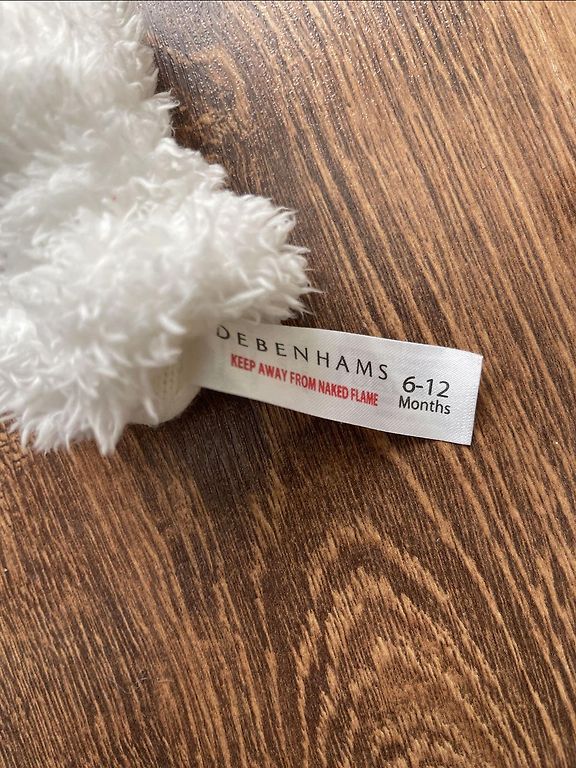 DEBENHAMS
KEEP AWAY FROM NAKED FLAME
6-12
Months